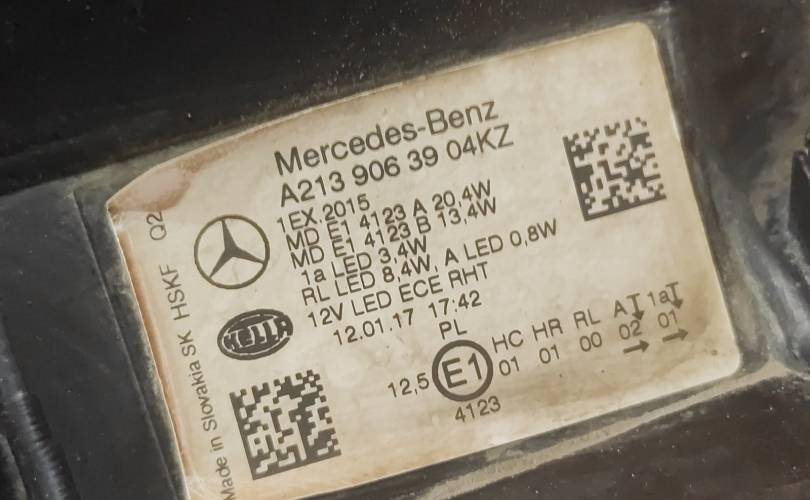 Mercedes-Benz
A213 906 39 04KZ
1EX.2015
MD E1 4123 A 20,4W
MD E1 4123 B 13,4W
1a LED 3,4W
RL LED 8,4W, A LED 0,8W
12V LED ECE RHT
12.01.17 17:42
PL
HC HR RL A 1a
12,5 E1 01 01 00 02 01
4123
HELLA
Made in Slovakia SK HSKF Q2